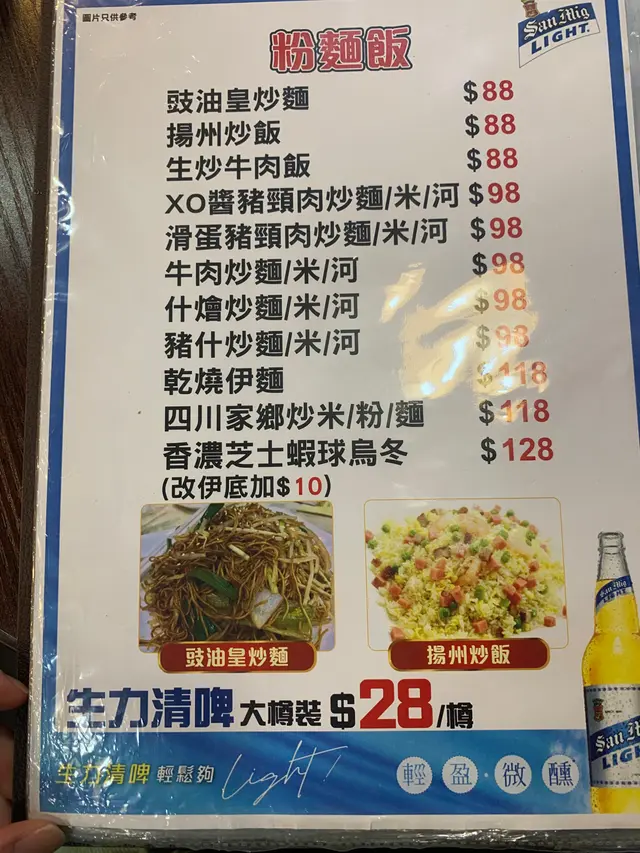 圖片只供參考
San Mig
LIGHT.
粉麵飯
豉油皇炒麵 $88
揚州炒飯 $88
生炒牛肉飯 $88
XO醬豬頸肉炒麵/米/河 $98
滑蛋豬頸肉炒麵/米/河 $98
牛肉炒麵/米/河 $98
什燴炒麵/米/河 $98
豬什炒麵/米/河 $98
乾燒伊麵 $118
四川家鄉炒米/粉/麵 $118
香濃芝士蝦球烏冬 $128
(改伊底加$10)
豉油皇炒麵
揚州炒飯
生力清啤 大樽裝 $28/樽
生力清啤 輕鬆夠 Light!
輕盈·微醺
San Mig
LIGHT
San Mig
LIGH